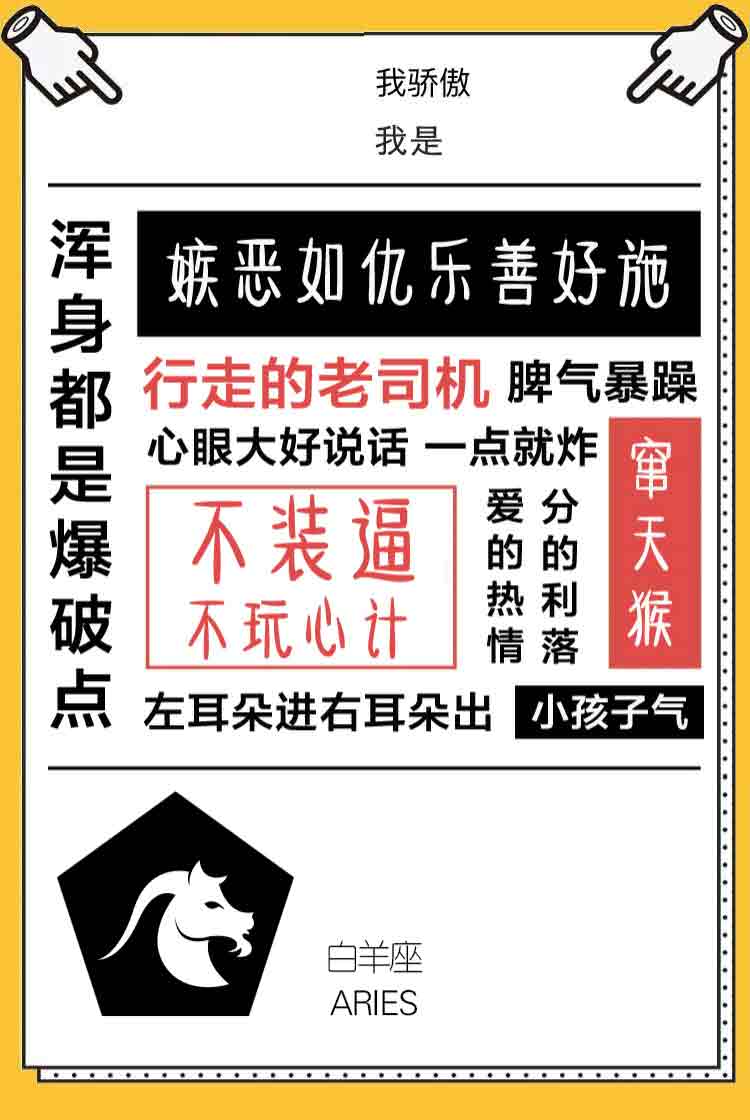 我骄傲
我是
浑身都是爆破点
嫉恶如仇乐善好施
行走的老司机
脾气暴躁
心眼大好说话
一点就炸
不装逼
不玩心计
爱的热情
分的利落
窜天猴
左耳朵进右耳朵出
小孩子气
白羊座
ARIES